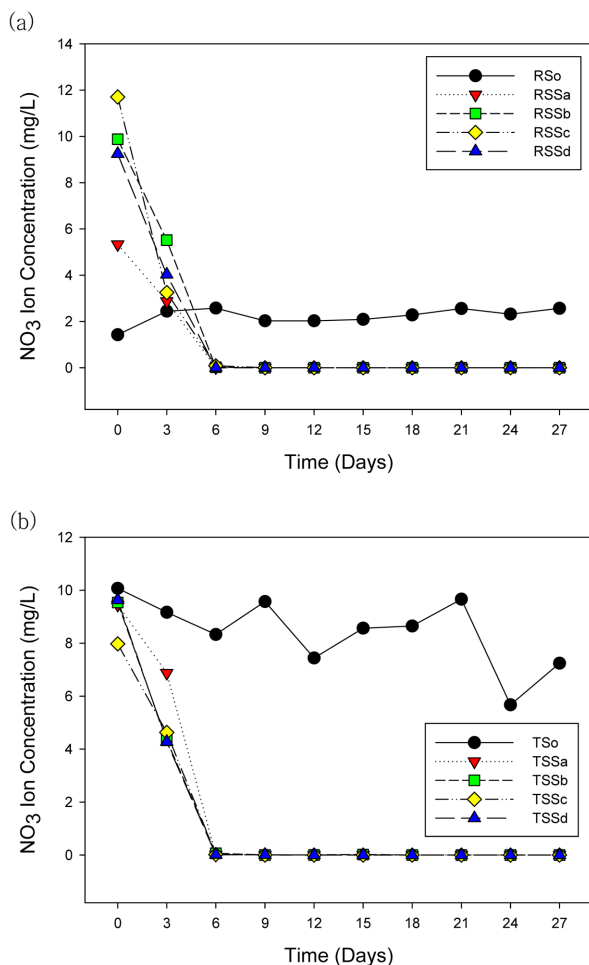 (a)
14
12
10
8
6
4
2
0
NO3 Ion Concentration (mg/L)
RSo
RSSa
RSSb
RSSc
RSSd
0 3 6 9 12 15 18 21 24 27
Time (Days)
(b)
12
10
8
6
4
2
0
NO3 Ion Concentration (mg/L)
TSo
TSSa
TSSb
TSSc
TSSd
0 3 6 9 12 15 18 21 24 27
Time (Days)